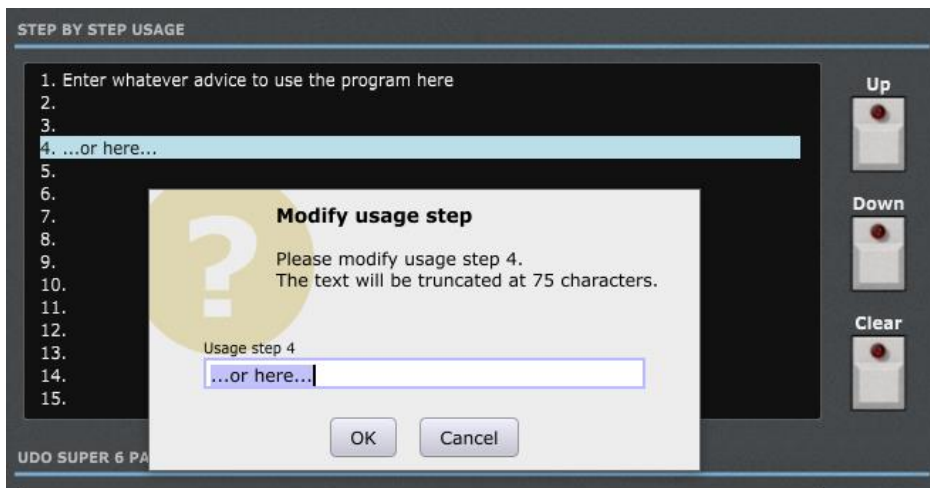 STEP BY STEP USAGE
1. Enter whatever advice to use the program here
2.
3.
4. ...or here...
5.
6.
7.
8.
9.
10.
11.
12.
13.
14.
15.
Up
Down
Clear
?
Modify usage step
Please modify usage step 4.
The text will be truncated at 75 characters.
Usage step 4
...or here...
OK
Cancel
UDO SUPER 6 PA